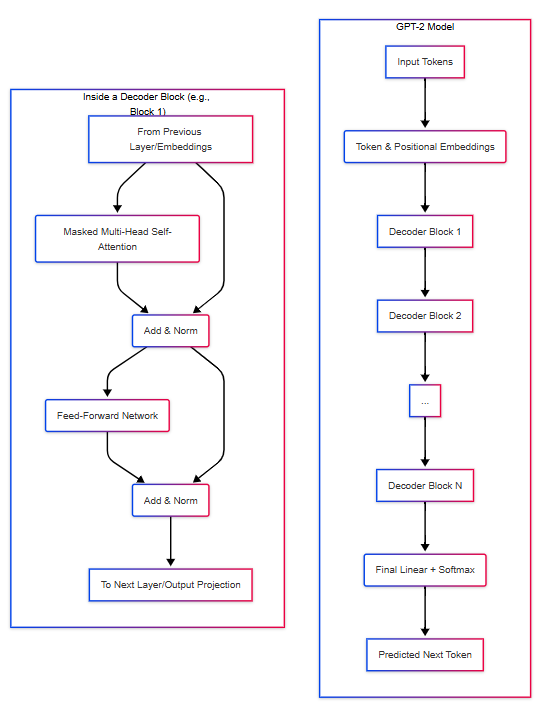 Inside a Decoder Block (e.g.,
Block 1)
From Previous
Layer/Embeddings
Masked Multi-Head Self-
Attention
Add & Norm
Feed-Forward Network
Add & Norm
To Next Layer/Output Projection
GPT-2 Model
Input Tokens
Token & Positional Embeddings
Decoder Block 1
Decoder Block 2
...
Decoder Block N
Final Linear + Softmax
Predicted Next Token